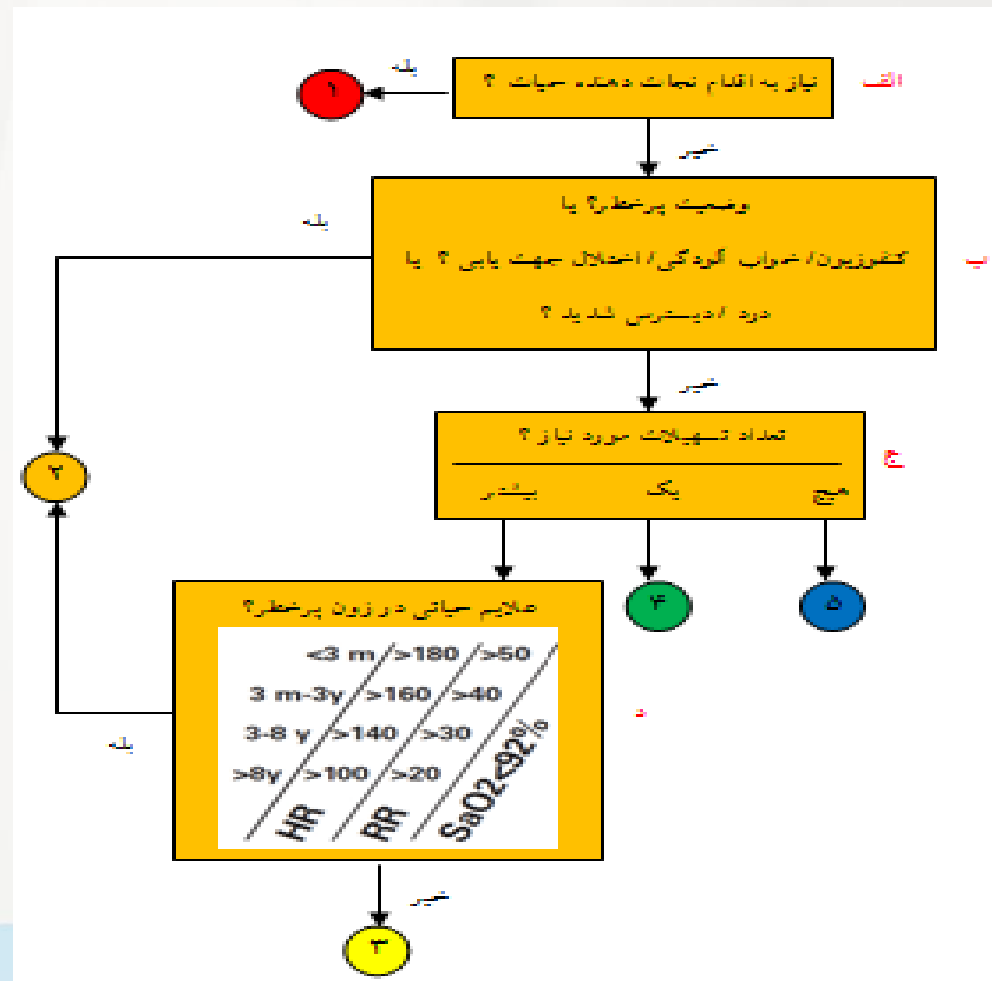 الف
نیاز به اقدام نجات دهنده حیات ؟
بله
۱
خیر
ب
وضعیت پرخطر؟ یا
کنفوزیون/ خواب آلودگی/ اختلال جهت یابی ؟ یا
درد /دیسترس شدید ؟
بله
۲
خیر
ج
تعداد تسهیلات مورد نیاز ؟
هیچ
یک
بیشتر
۵
۴
د
علایم حیاتی در زون پرخطر؟
<3 m >180 >50
3 m-3y >160 >40
3-8 y >140 >30
>8y >100 >20
HR RR SaO2<92%
بله
خیر
۳